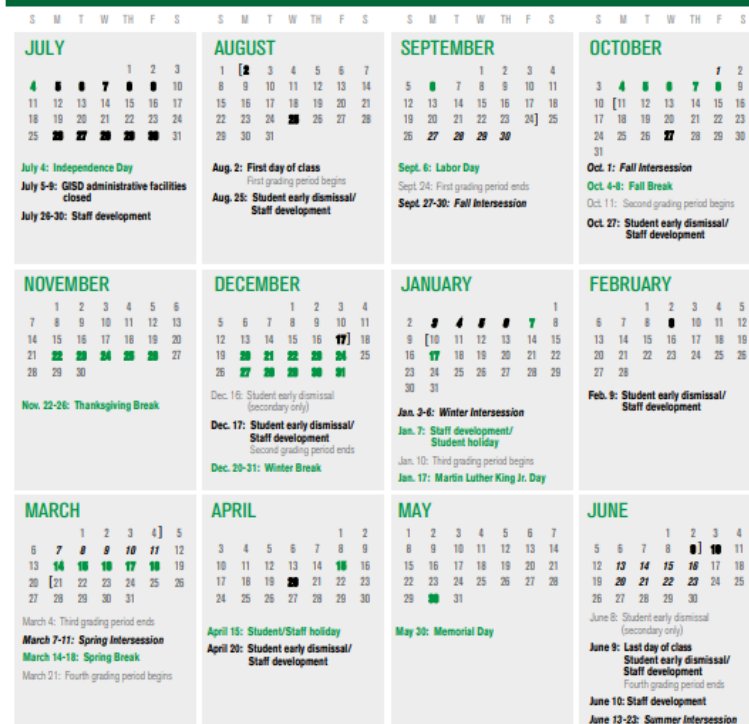 S M T W TH F S
S M T W TH F S
S M T W TH F S
S M T W TH F S
JULY
1 2 3
4 5 6 7 8 9 10
11 12 13 14 15 16 17
18 19 20 21 22 23 24
25 26 27 28 29 30 31
July 4: Independence Day
July 5-9: GISD administrative facilities
closed
July 26-30: Staff development
AUGUST
1 [2 3 4 5 6 7
8 9 10 11 12 13 14
15 16 17 18 19 20 21
22 23 24 25 26 27 28
29 30 31
Aug. 2: First day of class
First grading period begins
Aug. 25: Student early dismissal/
Staff development
SEPTEMBER
1 2 3 4
5 6 7 8 9 10 11
12 13 14 15 16 17 18
19 20 21 22 23 24] 25
26 27 28 29 30
Sept. 6: Labor Day
Sept. 24: First grading period ends
Sept. 27-30: Fall Intersession
OCTOBER
1 2
3 4 5 6 7 8 9
10 [11 12 13 14 15 16
17 18 19 20 21 22 23
24 25 26 27 28 29 30
31
Oct. 1: Fall Intersession
Oct. 4-8: Fall Break
Oct. 11: Second grading period begins
Oct. 27: Student early dismissal/
Staff development
NOVEMBER
1 2 3 4 5 6
7 8 9 10 11 12 13
14 15 16 17 18 19 20
21 22 23 24 25 26 27
28 29 30
Nov. 22-26: Thanksgiving Break
DECEMBER
1 2 3 4
5 6 7 8 9 10 11
12 13 14 15 16 17] 18
19 20 21 22 23 24 25
26 27 28 29 30 31
Dec. 16: Student early dismissal
(secondary only)
Dec. 17: Student early dismissal/
Staff development
Second grading period ends
Dec. 20-31: Winter Break
JANUARY
1
2 3 4 5 6 7 8
9 [10 11 12 13 14 15
16 17 18 19 20 21 22
23 24 25 26 27 28 29
30 31
Jan. 3-6: Winter Intersession
Jan. 7: Staff development/
Student holiday
Jan. 10: Third grading period begins
Jan. 17: Martin Luther King Jr. Day
FEBRUARY
1 2 3 4 5
6 7 8 9 10 11 12
13 14 15 16 17 18 19
20 21 22 23 24 25 26
27 28
Feb. 9: Student early dismissal/
Staff development
MARCH
1 2 3 4] 5
6 7 8 9 10 11 12
13 14 15 16 17 18 19
20 [21 22 23 24 25 26
27 28 29 30 31
March 4: Third grading period ends
March 7-11: Spring Intersession
March 14-18: Spring Break
March 21: Fourth grading period begins
APRIL
1 2
3 4 5 6 7 8 9
10 11 12 13 14 15 16
17 18 19 20 21 22 23
24 25 26 27 28 29 30
April 15: Student/Staff holiday
April 20: Student early dismissal/
Staff development
MAY
1 2 3 4 5 6 7
8 9 10 11 12 13 14
15 16 17 18 19 20 21
22 23 24 25 26 27 28
29 30 31
May 30: Memorial Day
JUNE
1 2 3 4
5 6 7 8 9] 10 11
12 13 14 15 16 17 18
19 20 21 22 23 24 25
26 27 28 29 30
June 8: Student early dismissal
(secondary only)
June 9: Last day of class
Student early dismissal/
Staff development
Fourth grading period ends
June 10: Staff development
June 13-23: Summer Intersession